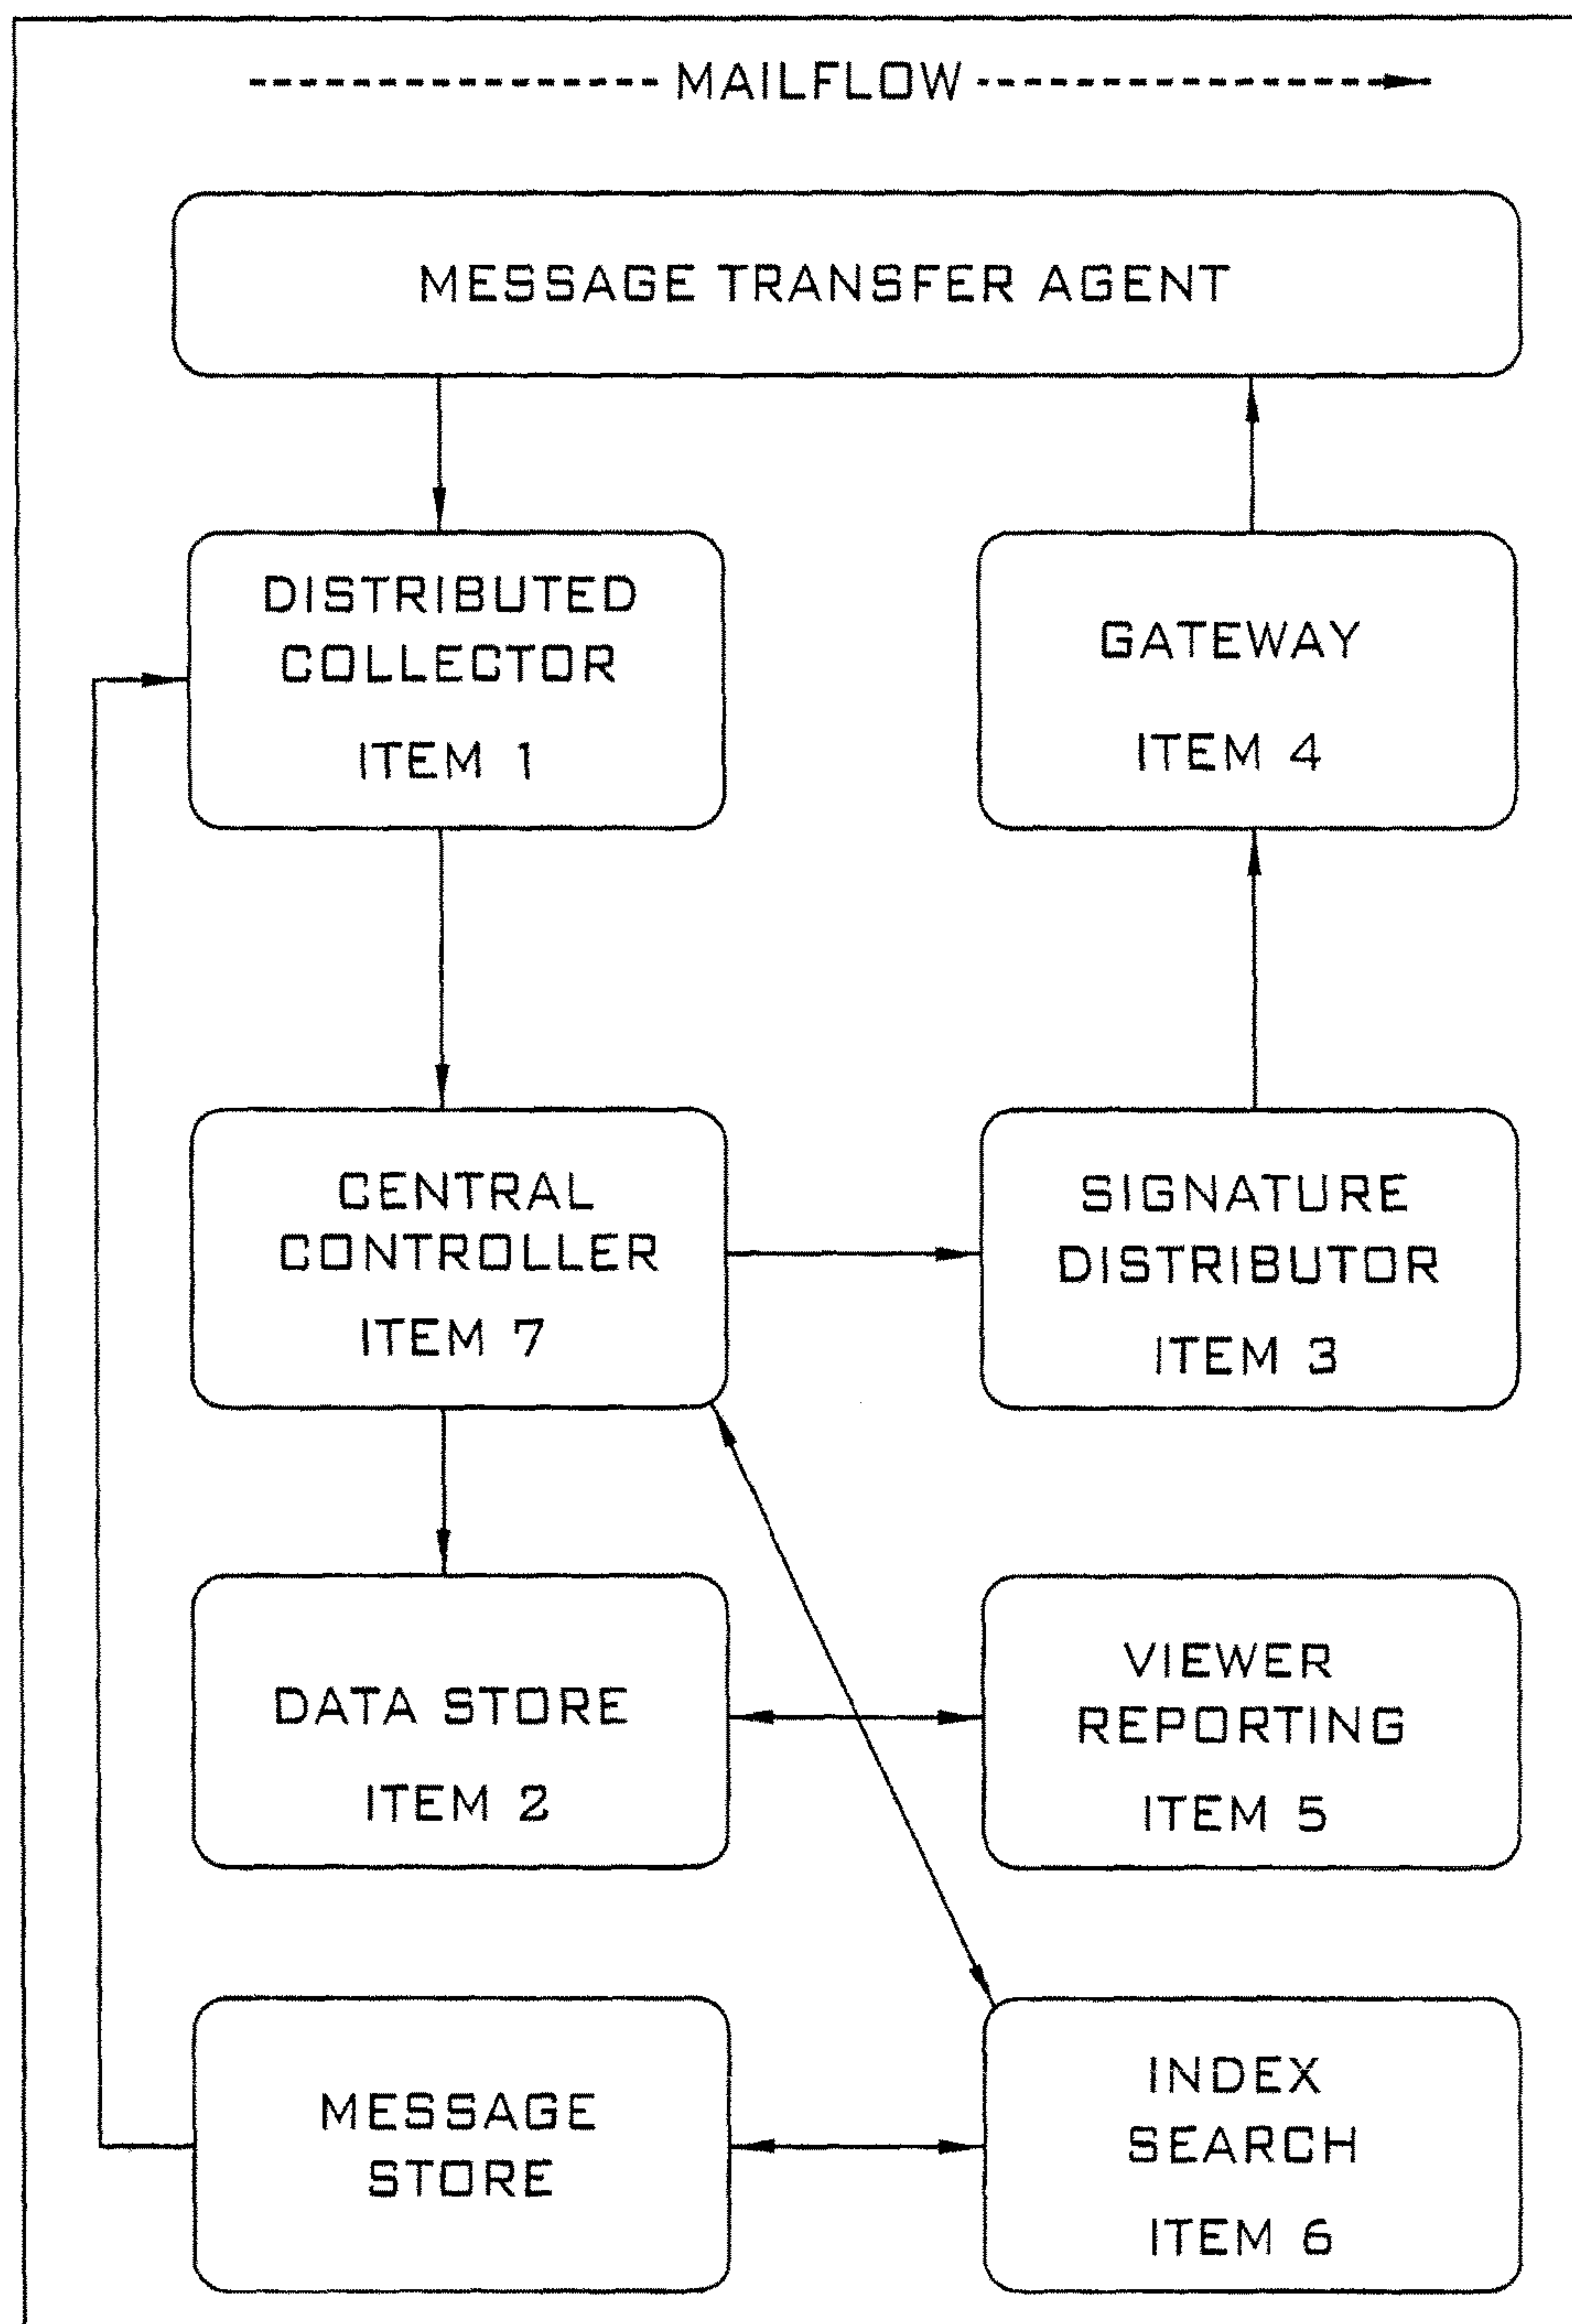 MAILFLOW
MESSAGE TRANSFER AGENT
DISTRIBUTED
COLLECTOR
ITEM 1
GATEWAY
ITEM 4
CENTRAL
CONTROLLER
ITEM 7
SIGNATURE
DISTRIBUTOR
ITEM 3
DATA STORE
ITEM 2
VIEWER
REPORTING
ITEM 5
MESSAGE
STORE
INDEX
SEARCH
ITEM 6